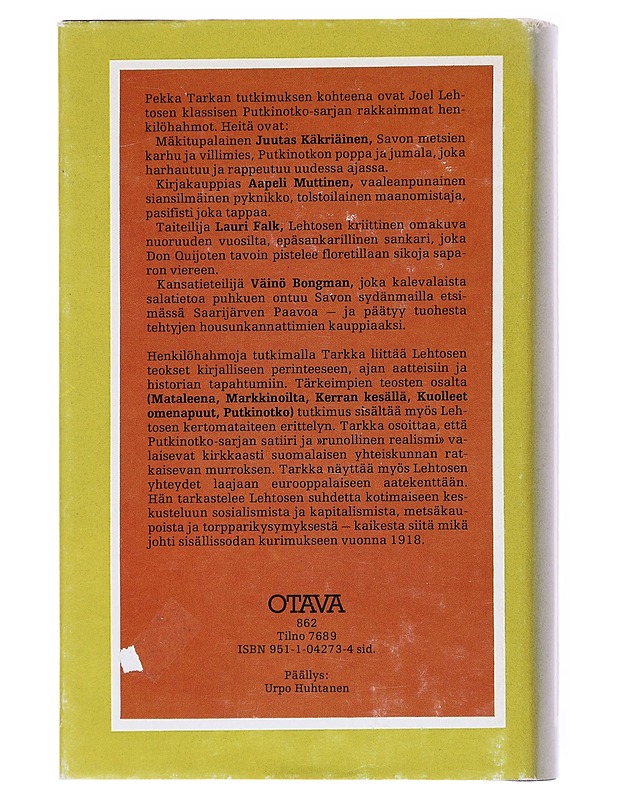 Pekka Tarkan tutkimuksen kohteena ovat Joel Leh-
tosen klassisen Putkinotko-sarjan rakkaimmat hen-
kilöhahmot. Heitä ovat:
Mäkitupalainen Juutas Käkriäinen, Savon metsien
karhu ja villimies, Putkinotkon poppa ja jumala, joka
harhautuu ja rappeutuu uudessa ajassa.
Kirjakauppias Aapeli Muttinen, vaaleanpunainen
siansilmäinen pyknikko, tolstoilainen maanomistaja,
pasifisti joka tappaa.
Taiteilija Lauri Falk, Lehtosen kriittinen omakuva
nuoruuden vuosilta, epäsankarillinen sankari, joka
Don Quijoten tavoin pistelee floretillaan sikoja sapa-
ron viereen.
Kansatieteilijä Väinö Bongman, joka kalevalaista
salatietoa puhkuen ontuu Savon sydänmailla etsi-
mässä Saarijärven Paavoa — ja päätyy tuohesta
tehtyjen housunkannattimien kauppiaaksi.
Henkilöhahmoja tutkimalla Tarkka liittää Lehtosen
teokset kirjalliseen perinteeseen, ajan aatteisiin ja
historian tapahtumiin. Tärkeimpien teosten osalta
(Mataleena, Markkinoilta, Kerran kesällä, Kuolleet
omenapuut, Putkinotko) tutkimus sisältää myös Leh-
tosen kertomataiteen erittelyn. Tarkka osoittaa, että
Putkinotko-sarjan satiiri ja »runollinen realismi» va-
laisevat kirkkaasti suomalaisen yhteiskunnan rat-
kaisevan murroksen. Tarkka näyttää myös Lehtosen
yhteydet laajaan eurooppalaiseen aatekenttään.
Hän tarkastelee Lehtosen suhdetta kotimaiseen kes-
kusteluun sosialismista ja kapitalismista, metsäkau-
poista ja torpparikysymyksestä — kaikesta siitä mikä
johti sisällissodan kurimukseen vuonna 1918.
OTAVA
862
Tilno 7689
ISBN 951-1-04273-4 sid.
Päällys:
Urpo Huhtanen